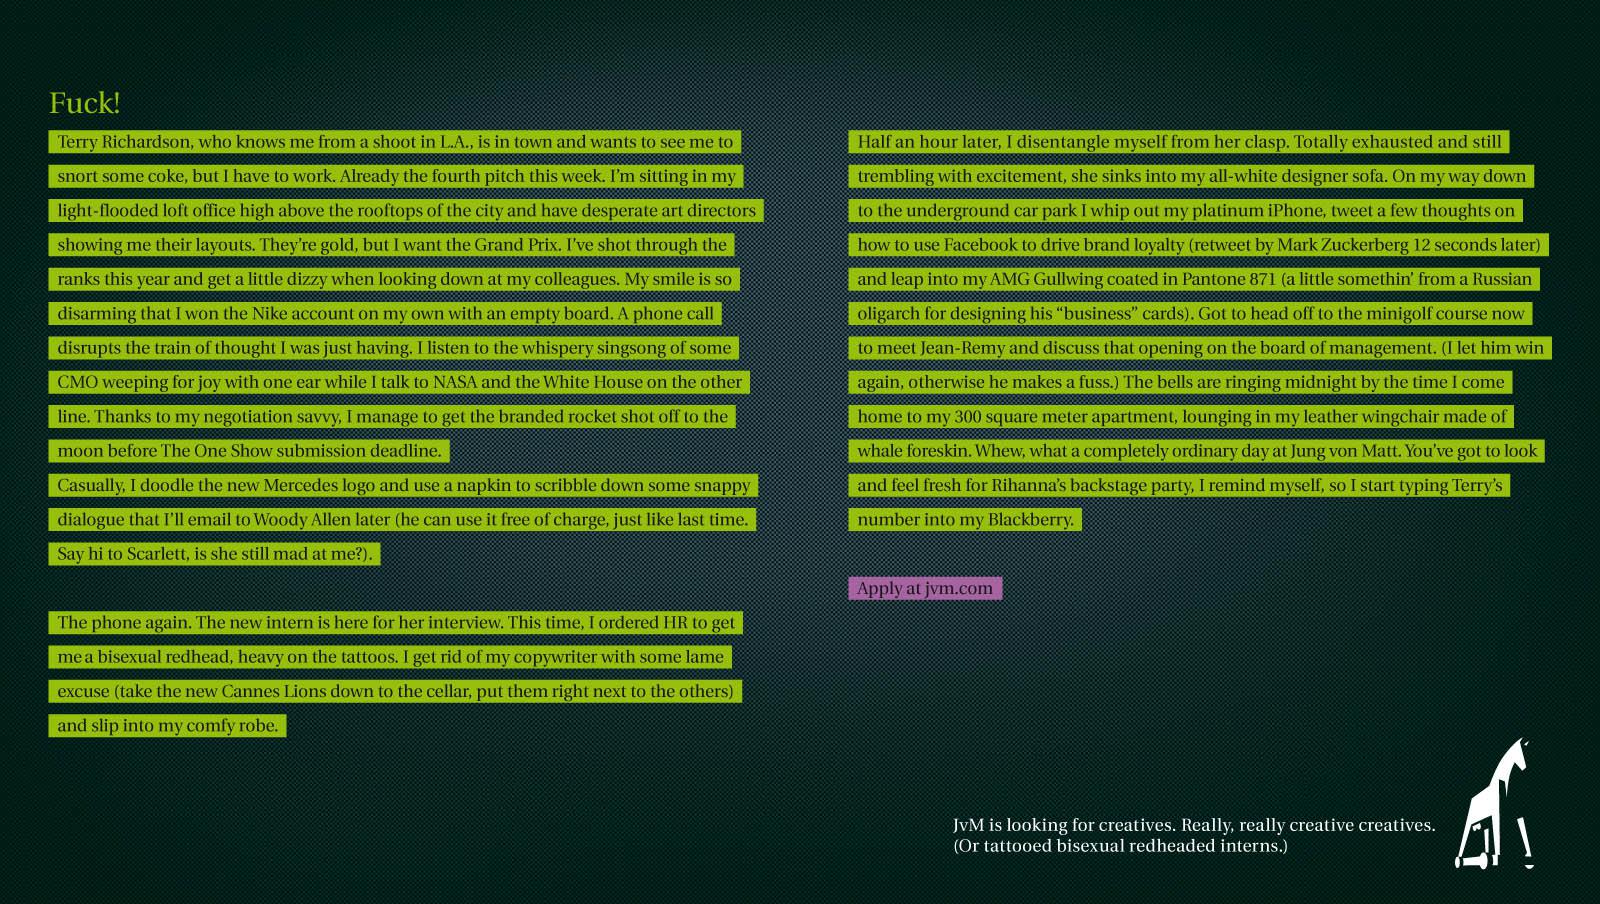 Fuck!
Terry Richardson, who knows me from a shoot in L.A., is in town and wants to see me to
snort some coke, but I have to work. Already the fourth pitch this week. I'm sitting in my
light-flooded loft office high above the rooftops of the city and have desperate art directors
showing me their layouts. They're gold, but I want the Grand Prix. I've shot through the
ranks this year and get a little dizzy when looking down at my colleagues. My smile is so
disarming that I won the Nike account on my own with an empty board. A phone call
disrupts the train of thought I was just having. I listen to the whispery singsong of some
CMO weeping for joy with one ear while I talk to NASA and the White House on the other
line. Thanks to my negotiation savvy, I manage to get the branded rocket shot off to the
moon before The One Show submission deadline.
Casually, I doodle the new Mercedes logo and use a napkin to scribble down some snappy
dialogue that I'll email to Woody Allen later (he can use it free of charge, just like last time.
Say hi to Scarlett, is she still mad at me?).
The phone again. The new intern is here for her interview. This time, I ordered HR to get
me a bisexual redhead, heavy on the tattoos. I get rid of my copywriter with some lame
excuse (take the new Cannes Lions down to the cellar, put them right next to the others)
and slip into my comfy robe.
Half an hour later, I disentangle myself from her clasp. Totally exhausted and still
trembling with excitement, she sinks into my all-white designer sofa. On my way down
to the underground car park I whip out my platinum iPhone, tweet a few thoughts on
how to use Facebook to drive brand loyalty (retweet by Mark Zuckerberg 12 seconds later)
and leap into my AMG Gullwing coated in Pantone 871 (a little somethin' from a Russian
oligarch for designing his “business” cards). Got to head off to the minigolf course now
to meet Jean-Remy and discuss that opening on the board of management. (I let him win
again, otherwise he makes a fuss.) The bells are ringing midnight by the time I come
home to my 300 square meter apartment, lounging in my leather wingchair made of
whale foreskin. Whew, what a completely ordinary day at Jung von Matt. You've got to look
and feel fresh for Rihanna's backstage party, I remind myself, so I start typing Terry's
number into my Blackberry.
Apply at jvm.com
JvM is looking for creatives. Really, really creative creatives.
(Or tattooed bisexual redheaded interns.)